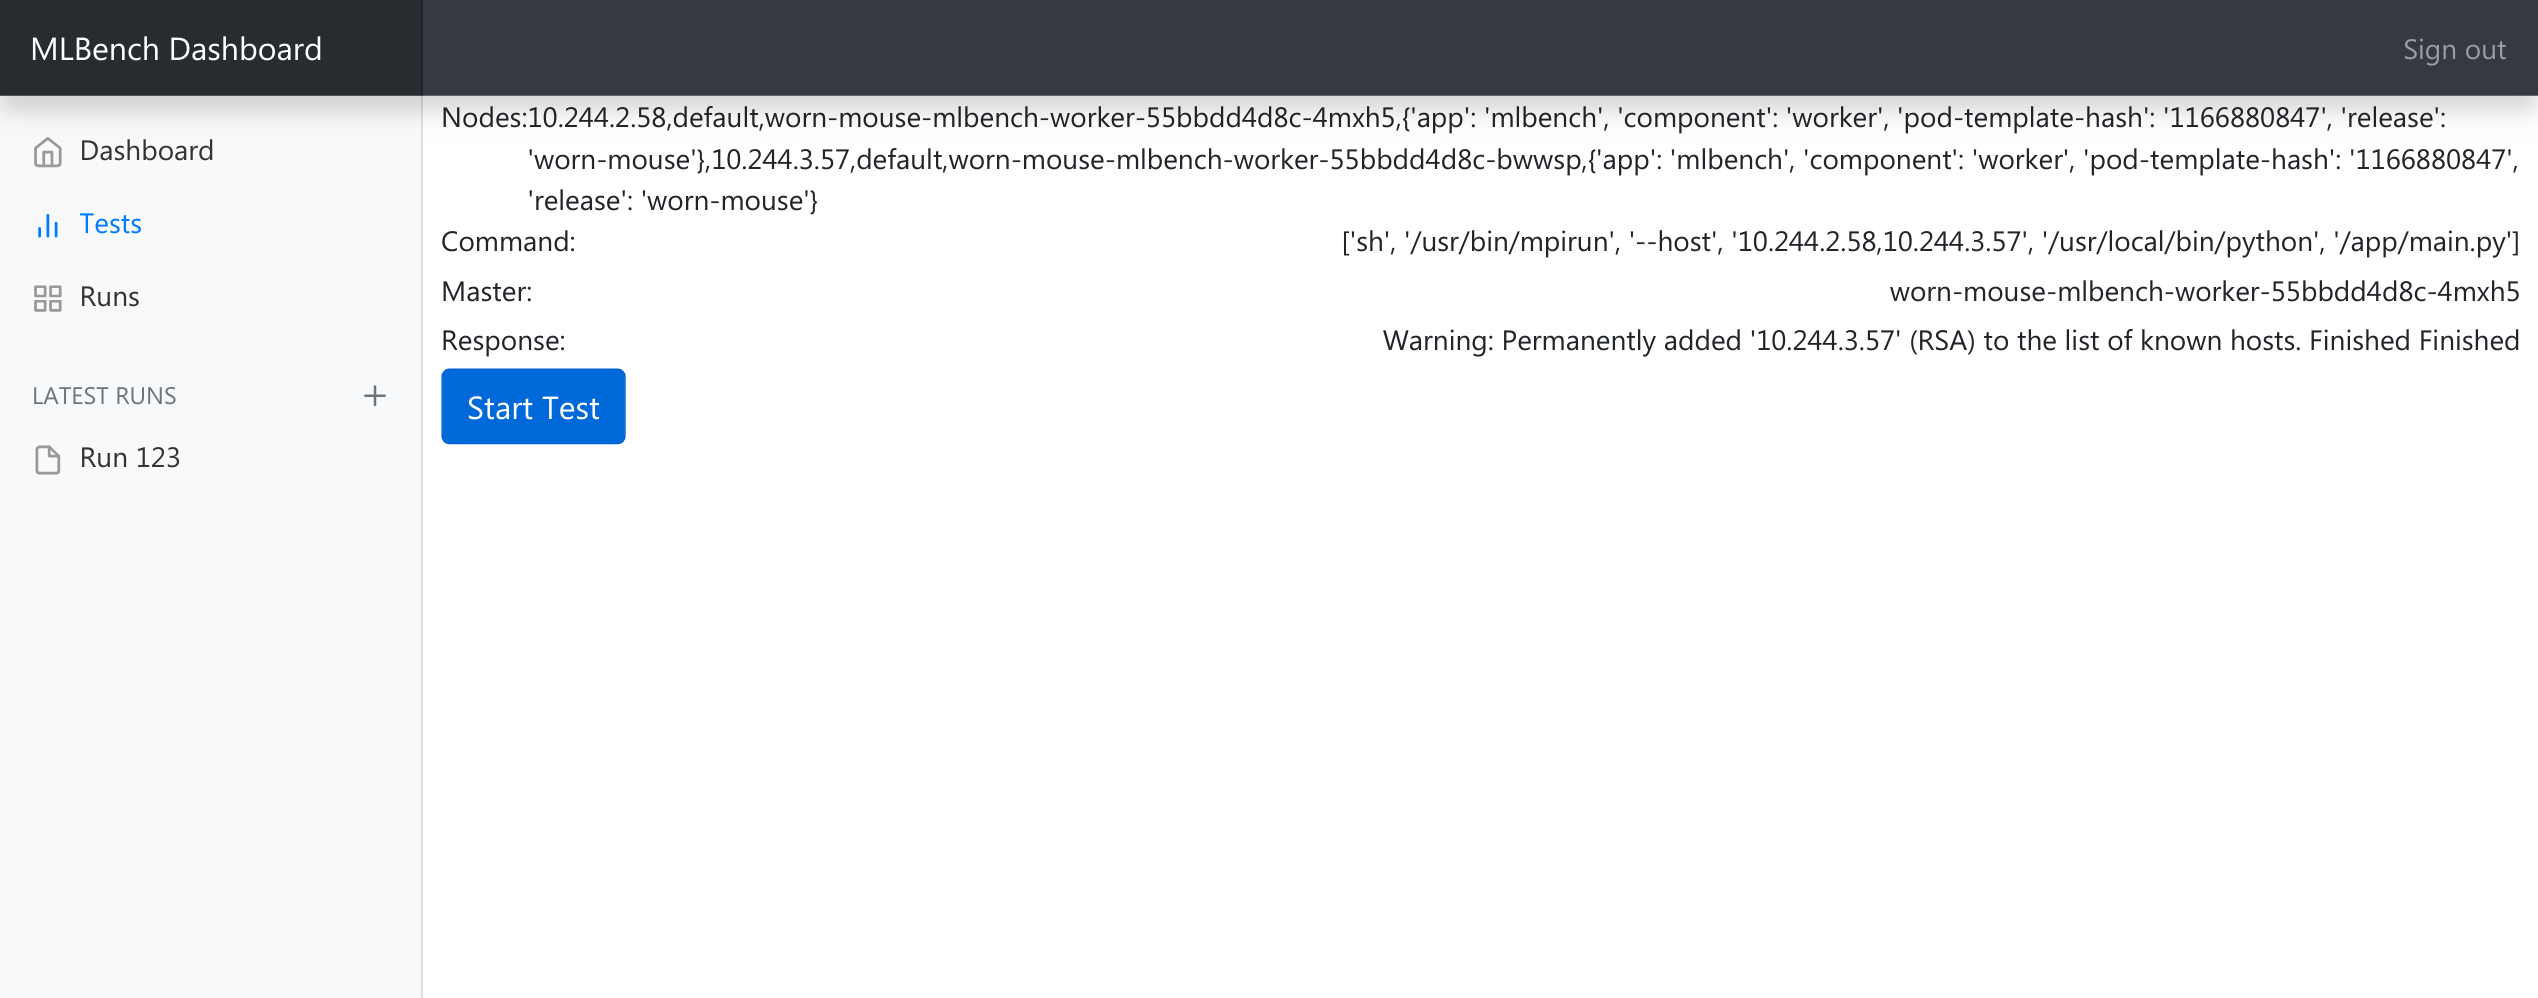 MLBench Dashboard
Sign out
Dashboard
Tests
Runs
LATEST RUNS
Run 123
Nodes:10.244.2.58,default,worn-mouse-mlbench-worker-55bbdd4d8c-4mxh5,{'app': 'mlbench', 'component': 'worker', 'pod-template-hash': '1166880847', 'release':
'worn-mouse'},10.244.3.57,default,worn-mouse-mlbench-worker-55bbdd4d8c-bwwsp,{'app': 'mlbench', 'component': 'worker', 'pod-template-hash': '1166880847',
'release': 'worn-mouse'}
Command: ['sh', '/usr/bin/mpirun', '--host', '10.244.2.58,10.244.3.57', '/usr/local/bin/python', '/app/main.py']
Master: worn-mouse-mlbench-worker-55bbdd4d8c-4mxh5
Response: Warning: Permanently added '10.244.3.57' (RSA) to the list of known hosts. Finished Finished
Start Test